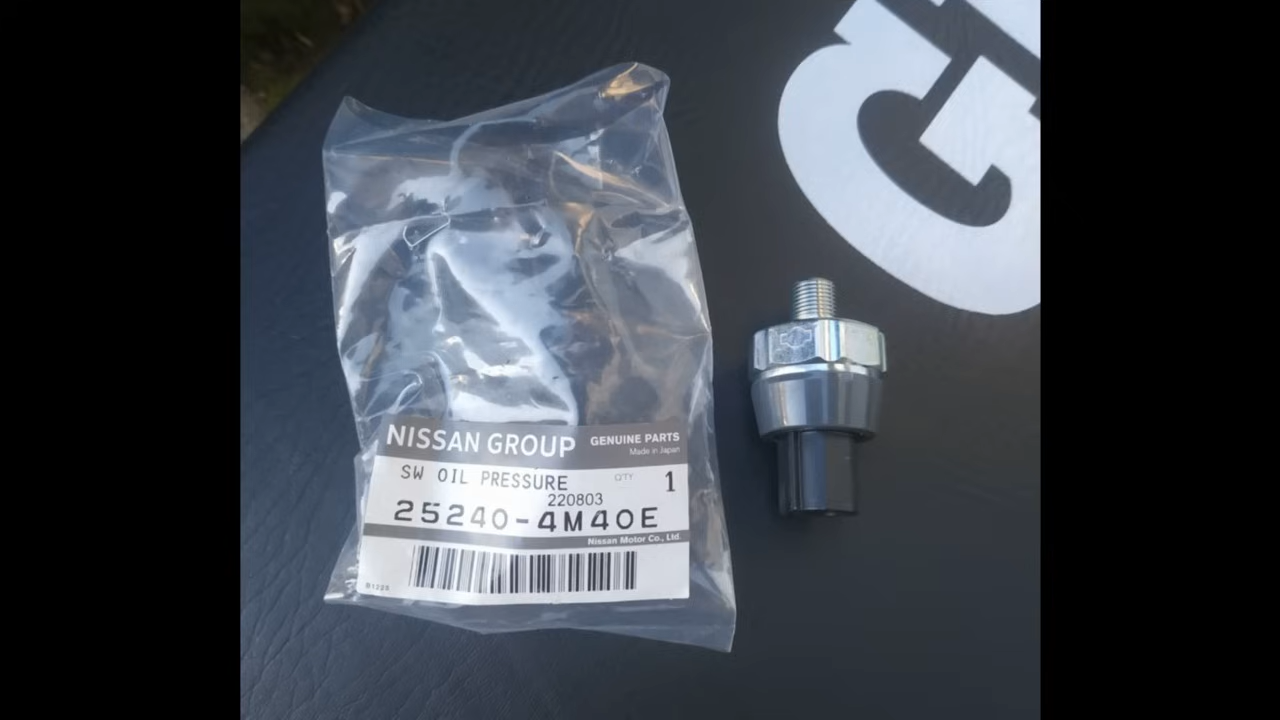 NISSAN GROUP GENUINE PARTS
Made in Japan
SW OIL PRESSURE QTY 1
220803
25240-4M40E
Nissan Motor Co., Ltd.
G